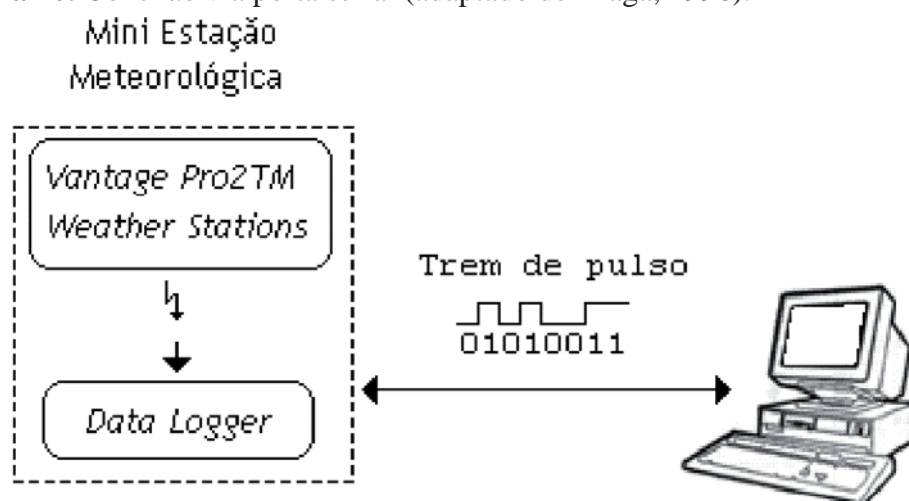 Mini Estação
Meteorológica
Vantage Pro2TM
Weather Stations
Data Logger
Trem de pulso
01010011